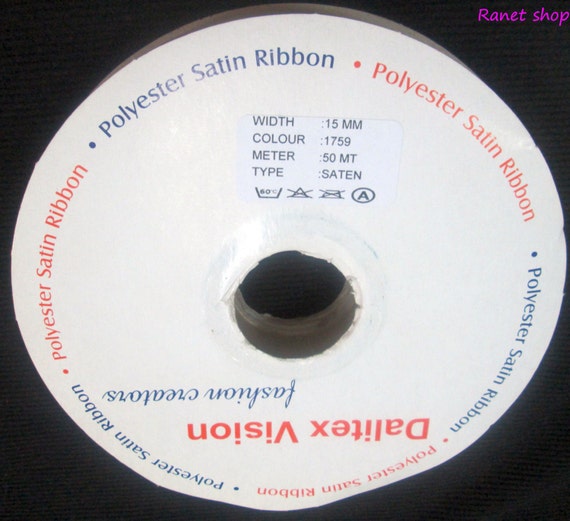 Ranet shop
• Polyester Satin Ribbon • Polyester Satin Ribbon • Polyester Satin Ribbon • Polyester Satin Ribbon • Polyester Satin Ribbon • Polyester Satin Ribbon
WIDTH :15 MM
COLOUR :1759
METER :50 MT
TYPE :SATEN
60°C A
Dalitex Vision
fashion creators